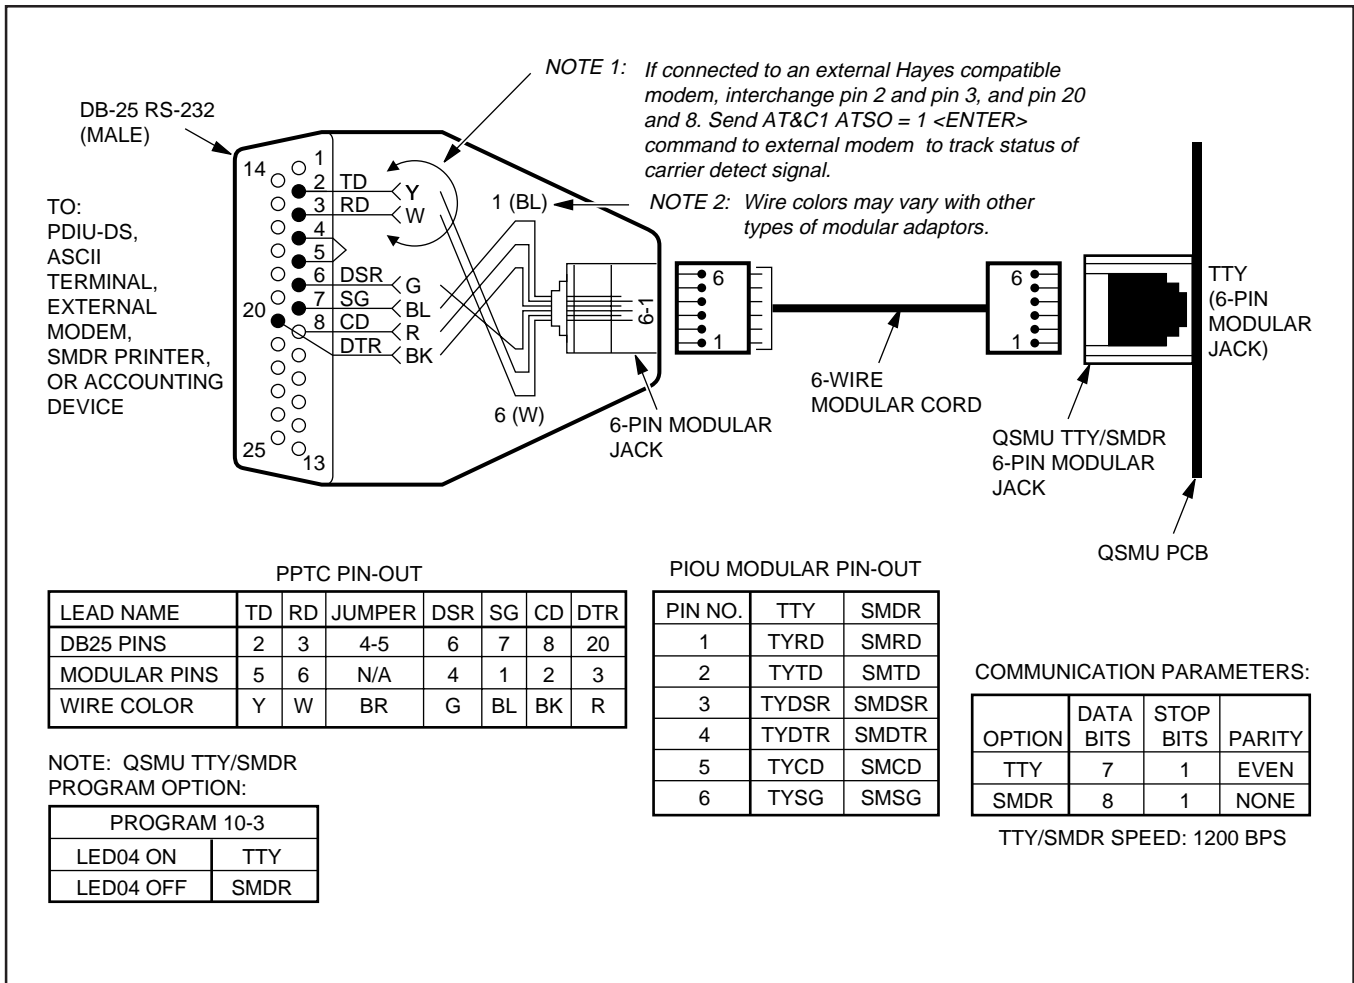 NOTE 1: If connected to an external Hayes compatible
modem, interchange pin 2 and pin 3, and pin 20
and 8. Send AT&C1 ATSO = 1 <ENTER>
command to external modem to track status of
carrier detect signal.
NOTE 2: Wire colors may vary with other
types of modular adaptors.
DB-25 RS-232
(MALE)
TO:
PDIU-DS,
ASCII
TERMINAL,
EXTERNAL
MODEM,
SMDR PRINTER,
OR ACCOUNTING
DEVICE
14
1
2 TD Y
3 RD W
4
5
6 DSR G
7 SG BL
20
8 CD R
DTR BK
25
13
1 (BL)
6 (W)
6-1
6-PIN MODULAR
JACK
6
1
6-WIRE
MODULAR CORD
6
1
TTY
(6-PIN
MODULAR
JACK)
QSMU TTY/SMDR
6-PIN MODULAR
JACK
QSMU PCB
PPTC PIN-OUT
LEAD NAME TD RD JUMPER DSR SG CD DTR
DB25 PINS 2 3 4-5 6 7 8 20
MODULAR PINS 5 6 N/A 4 1 2 3
WIRE COLOR Y W BR G BL BK R
NOTE: QSMU TTY/SMDR
PROGRAM OPTION:
PROGRAM 10-3
LED04 ON TTY
LED04 OFF SMDR
PIOU MODULAR PIN-OUT
PIN NO. TTY SMDR
1 TYRD SMRD
2 TYTD SMTD
3 TYDSR SMDSR
4 TYDTR SMDTR
5 TYCD SMCD
6 TYSG SMSG
COMMUNICATION PARAMETERS:
OPTION DATA BITS STOP BITS PARITY
TTY 7 1 EVEN
SMDR 8 1 NONE
TTY/SMDR SPEED: 1200 BPS